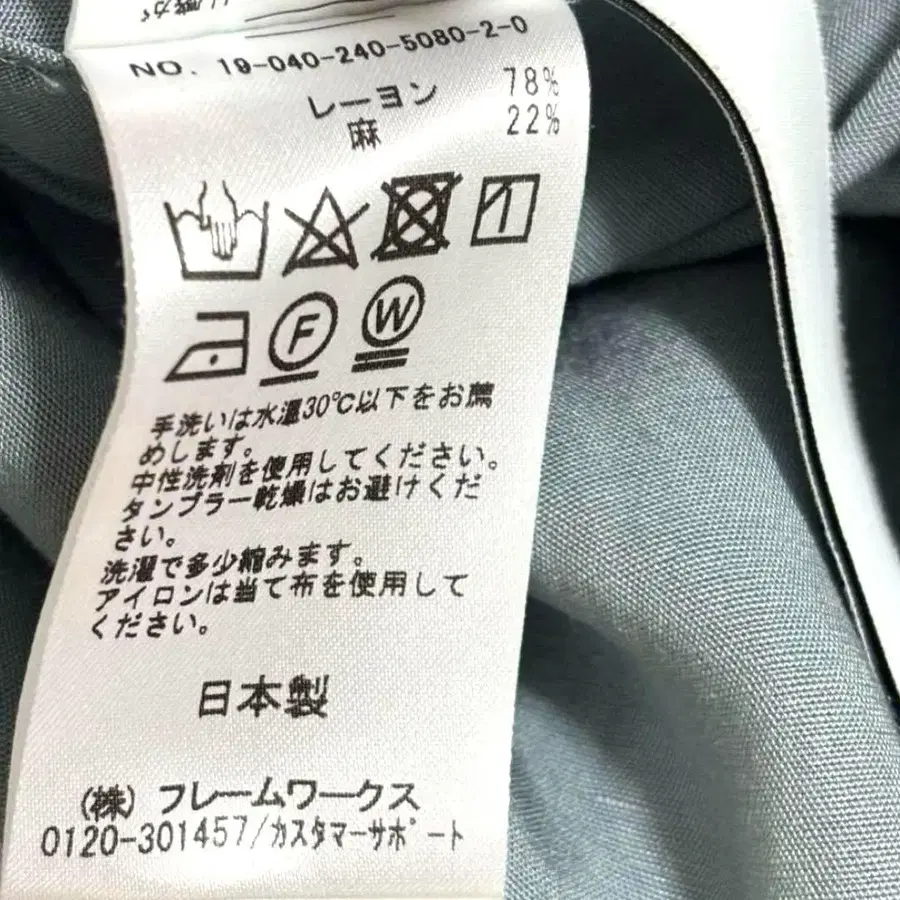 NO. 19-040-240-5080-2-0
レーヨン 78%
麻 22%
F W
手洗いは水温30℃以下をお薦
めします。
中性洗剤を使用してください。
タンブラー乾燥はお避けくだ
さい。
洗濯で多少縮みます。
アイロンは当て布を使用して
ください。
日本製
(株) フレームワークス
0120-301457/カスタマーサポート